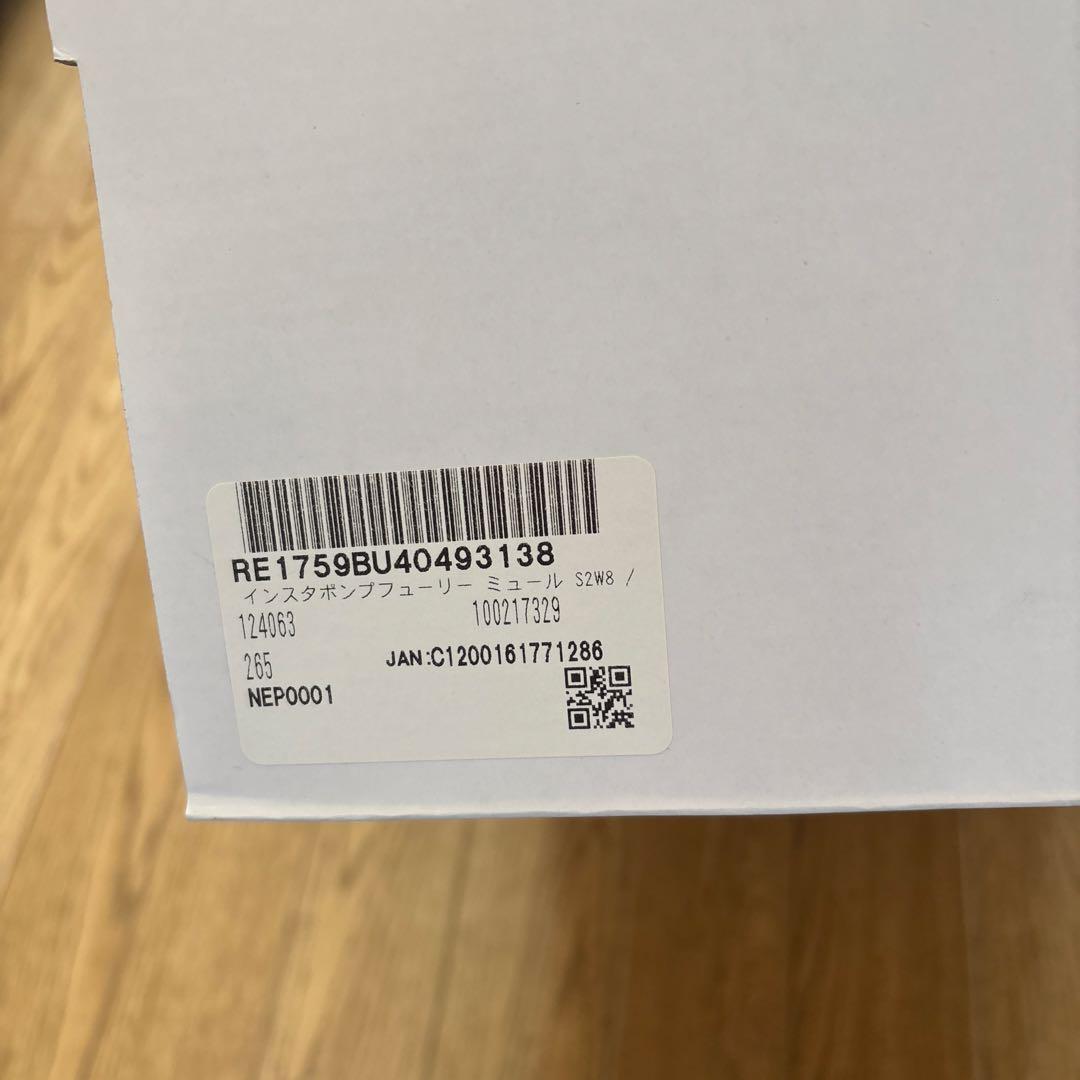 RE1759BU40493138
インスタポンプフューリー ミュール S2W8 /
124063 100217329
265 JAN:C1200161771286
NEP0001